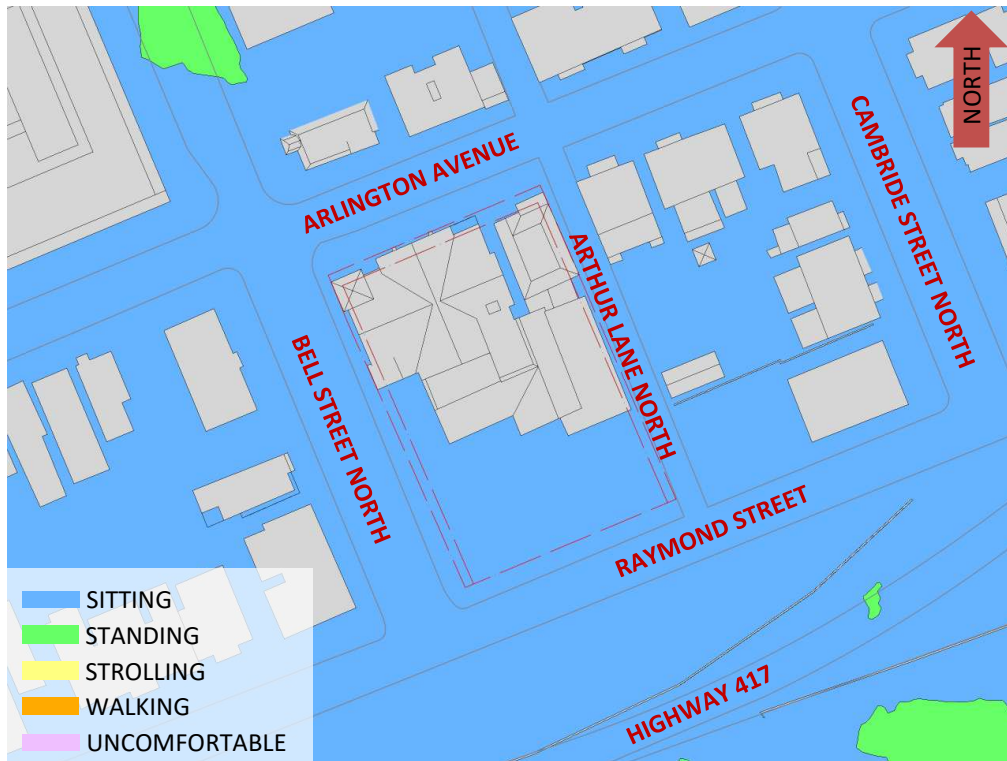 NORTH
CAMBRIDE STREET NORTH
ARLINGTON AVENUE
ARTHUR LANE NORTH
BELL STREET NORTH
RAYMOND STREET
HIGHWAY 417
SITTING
STANDING
STROLLING
WALKING
UNCOMFORTABLE